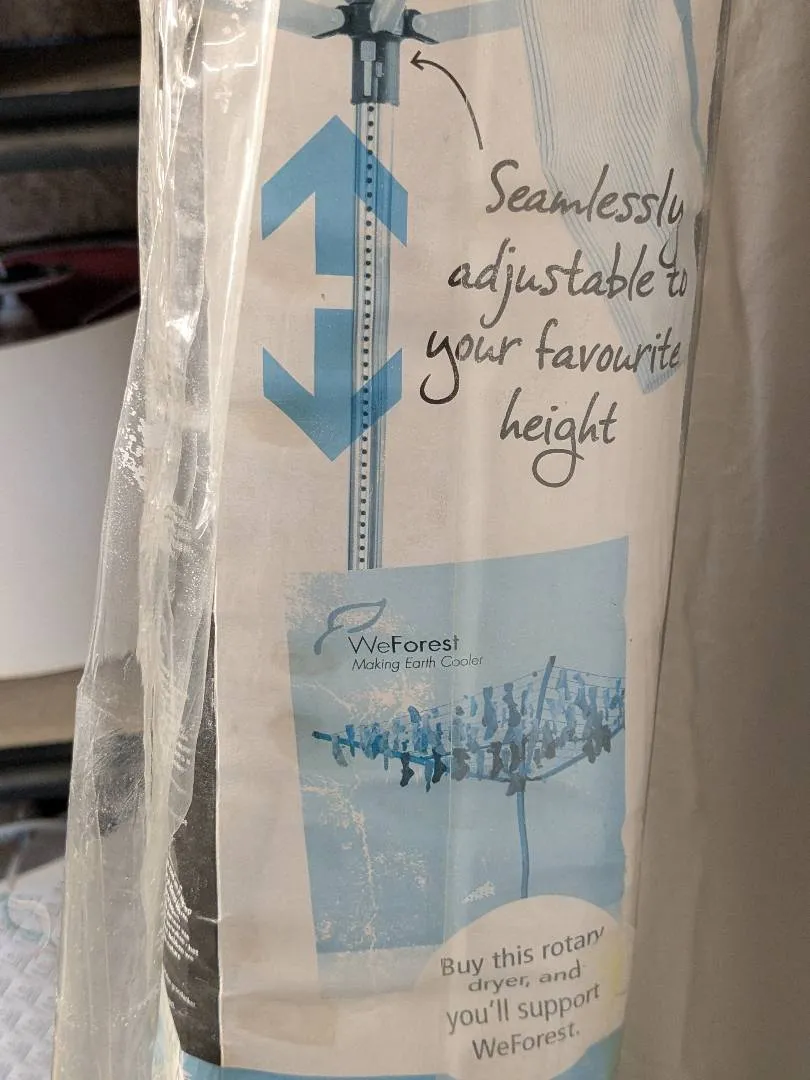 Seamlessly
adjustable to
your favourite
height
WeForest
Making Earth Cooler
Buy this rotary
dryer, and
you'll support
WeForest.